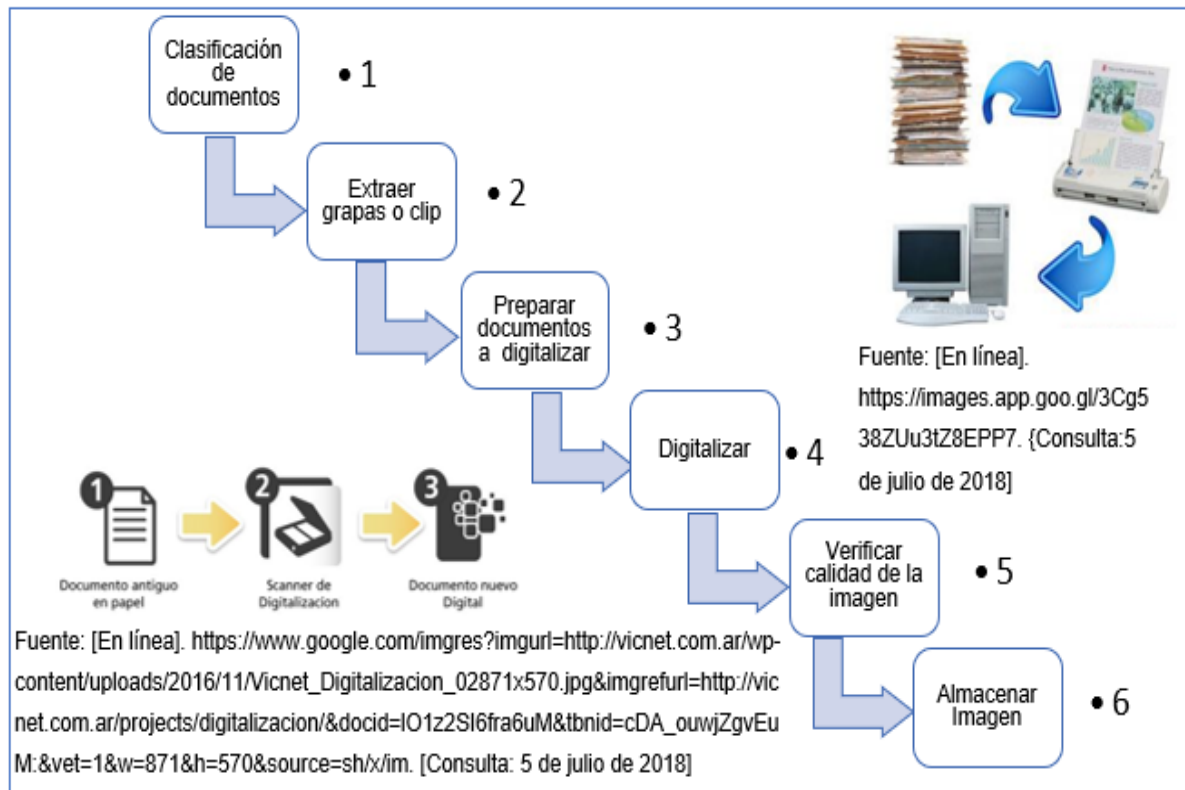 Clasificación
de
documentos
• 1
Extraer
grapas o clip
• 2
Preparar
documentos
a digitalizar
• 3
Digitalizar
• 4
Verificar
calidad de la
imagen
• 5
Almacenar
Imagen
• 6
Fuente: [En línea].
https://images.app.goo.gl/3Cg5
38ZUu3tZ8EPP7. {Consulta:5
de julio de 2018]
1
Documento antiguo
en papel
2
Scanner de
Digitalizacion
3
Documento nuevo
Digital
Fuente: [En línea]. https://www.google.com/imgres?imgurl=http://vicnet.com.ar/wp-
content/uploads/2016/11/Vicnet_Digitalizacion_02871x570.jpg&imgrefurl=http://vic
net.com.ar/projects/digitalizacion/&docid=IO1z2SI6fra6uM&tbnid=cDA_ouwjZgvEu
M:&vet=1&w=871&h=570&source=sh/x/im. [Consulta: 5 de julio de 2018]